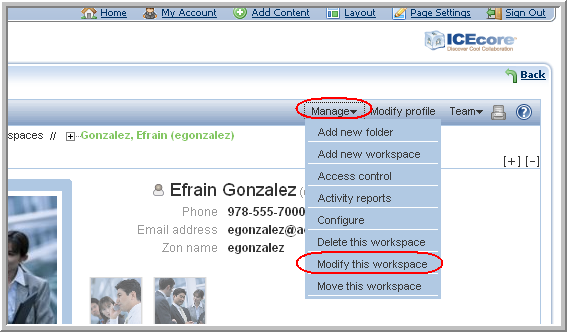 Home My Account Add Content Layout Page Settings Sign Out
ICEcore
Discover Cool Collaboration
Back
Manage Modify profile Team ?
spaces // Gonzalez, Efrain (egonzalez)
Add new folder
Add new workspace
[+] [-]
Access control
Efrain Gonzalez
Activity reports
Phone 978-555-7000
Configure
Email address egonzalez@a
Delete this workspace
Zon name egonzalez
Modify this workspace
Move this workspace